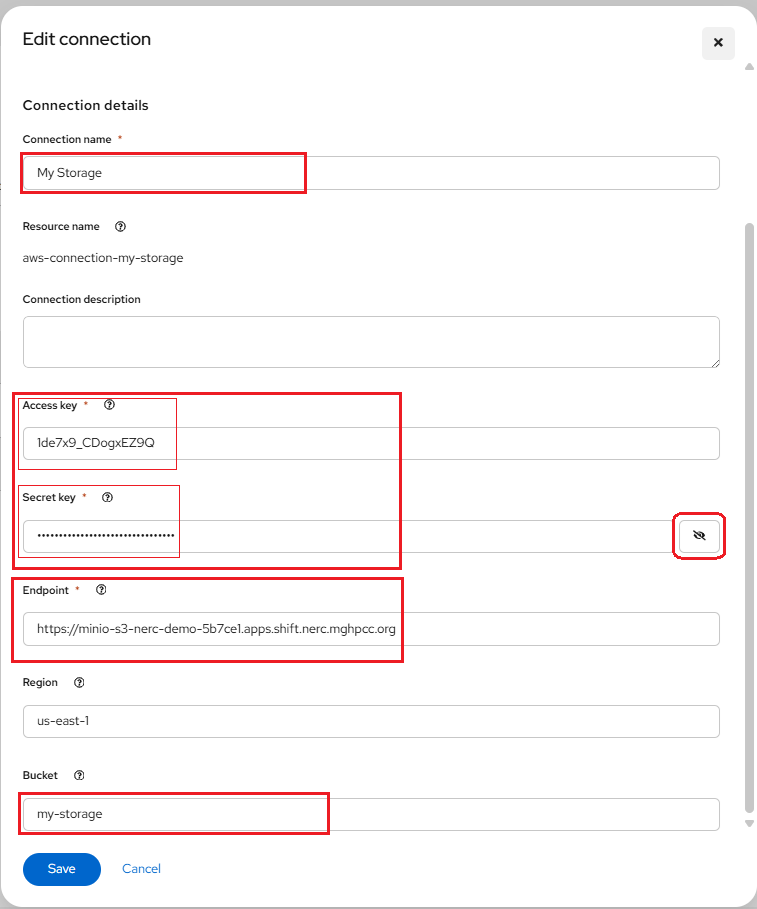 Edit connection
Connection details
Connection name *
My Storage
Resource name
aws-connection-my-storage
Connection description
Access key *
1de7x9_CDogxEZ9Q
Secret key *
••••••••••••••••••••••••••••••••
Endpoint *
https://minio-s3-nerc-demo-5b7ce1.apps.shift.nerc.mghpcc.org
Region
us-east-1
Bucket
my-storage
Save Cancel